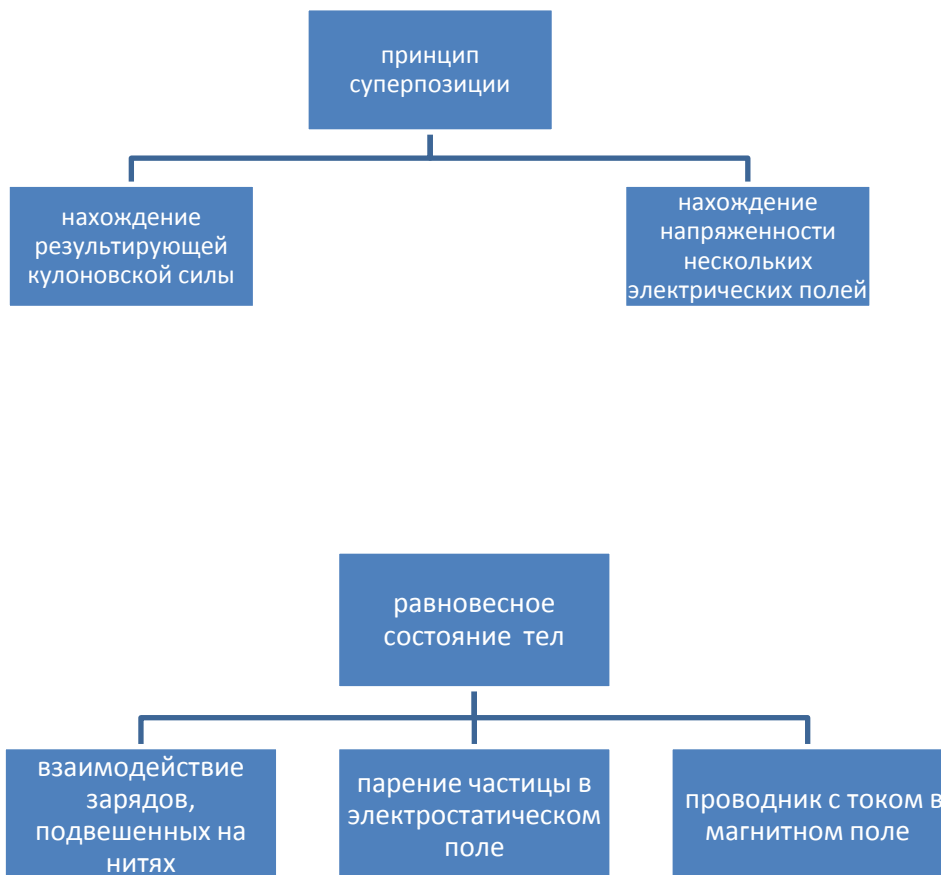 принцип
суперпозиции
нахождение
результирующей
кулоновской силы
нахождение
напряженности
нескольких
электрических полей
равновесное
состояние тел
взаимодействие
зарядов,
подвешенных на
нитях
парение частицы в
электростатическом
поле
проводник с током в
магнитном поле